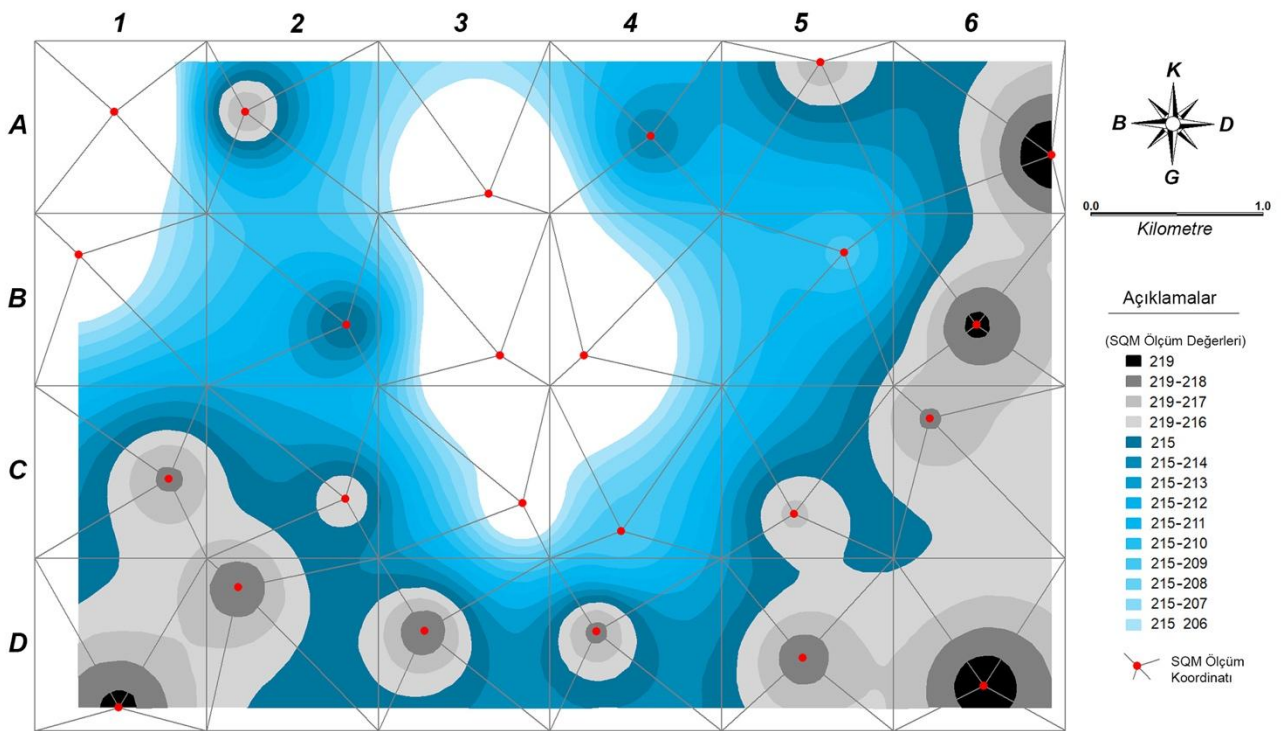 1 2 3 4 5 6
A
B
C
D
K
B D
G
0.0 1.0
Kilometre
Açıklamalar
(SQM Ölçüm Değerleri)
219
219-218
219-217
219-216
215
215-214
215-213
215-212
215-211
215-210
215-209
215-208
215-207
215 206
SQM Ölçüm
Koordinatı